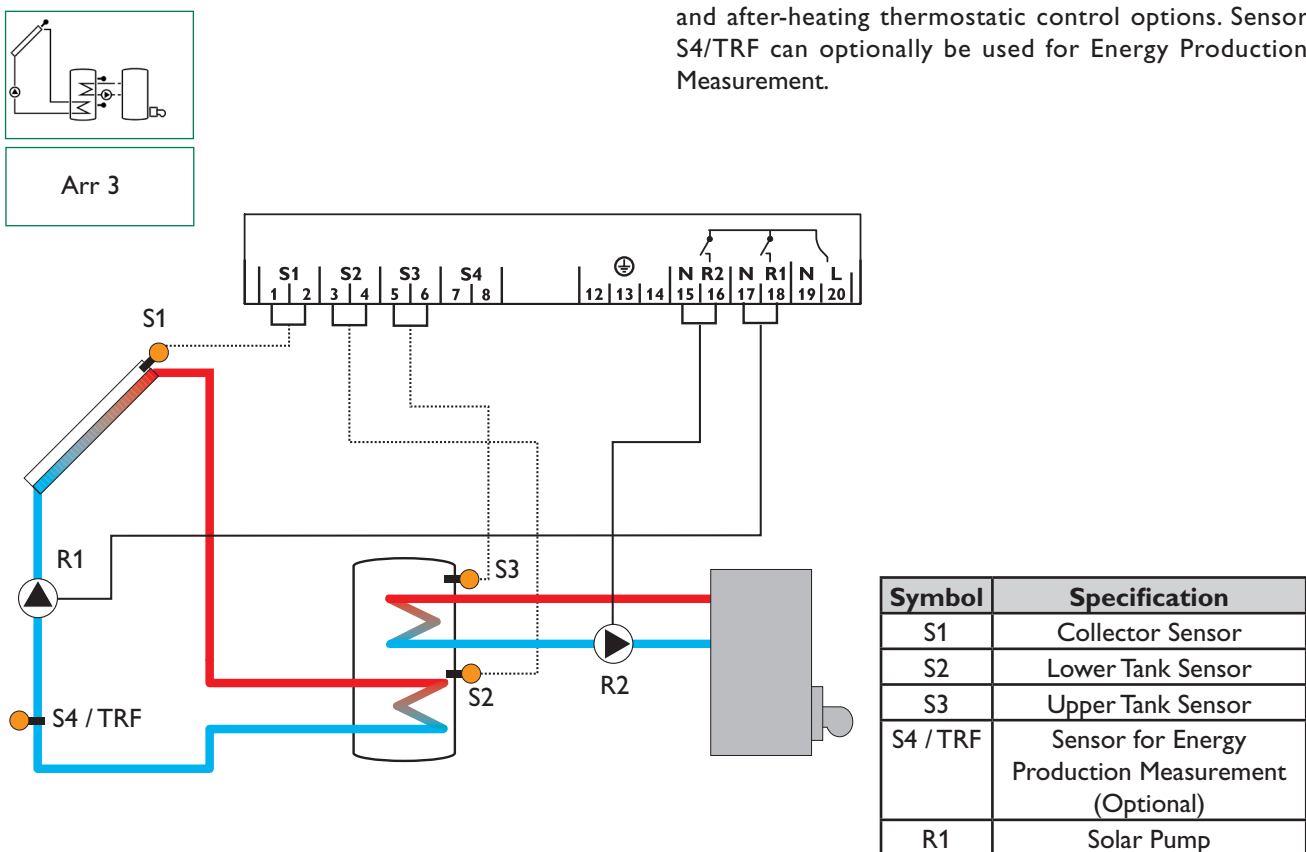 and after-heating thermostatic control options. Sensor
S4/TRF can optionally be used for Energy Production
Measurement.
Arr 3
S1 S2 S3 S4 N R2 N R1 N L
1 2 3 4 5 6 7 8 12 13 14 15 16 17 18 19 20
S1
R1
S3
S2
R2
S4 / TRF
Symbol Specification
S1 Collector Sensor
S2 Lower Tank Sensor
S3 Upper Tank Sensor
S4 / TRF Sensor for Energy
Production Measurement
(Optional)
R1 Solar Pump